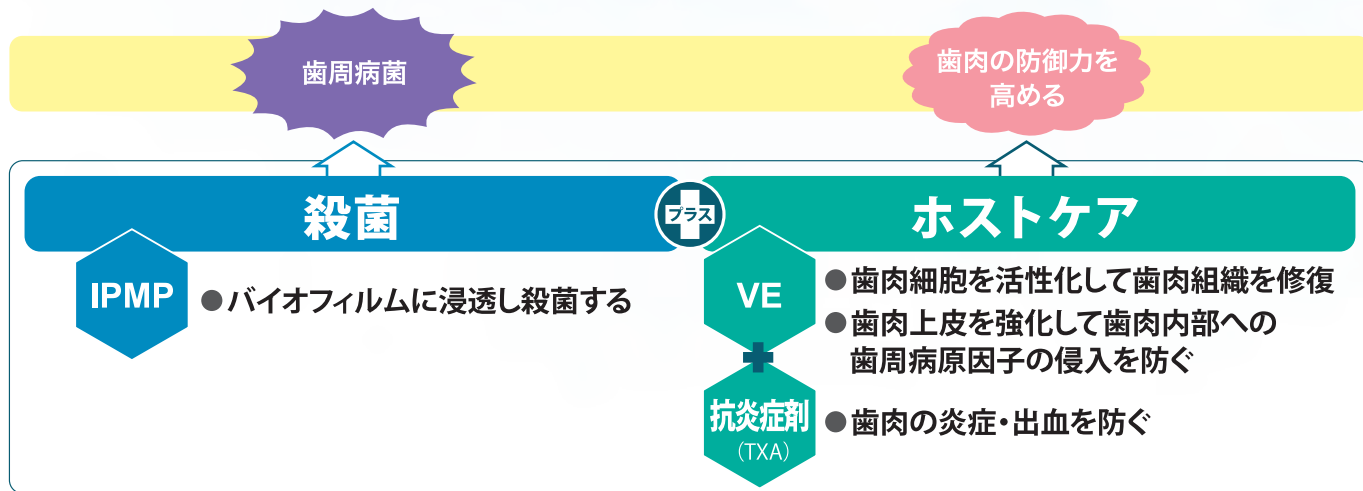 歯周病菌
歯肉の防御力を
高める
殺菌
プラス
ホストケア
IPMP
●バイオフィルムに浸透し殺菌する
VE
●歯肉細胞を活性化して歯肉組織を修復
●歯肉上皮を強化して歯肉内部への
歯周病原因子の侵入を防ぐ
抗炎症剤
(TXA)
●歯肉の炎症・出血を防ぐ